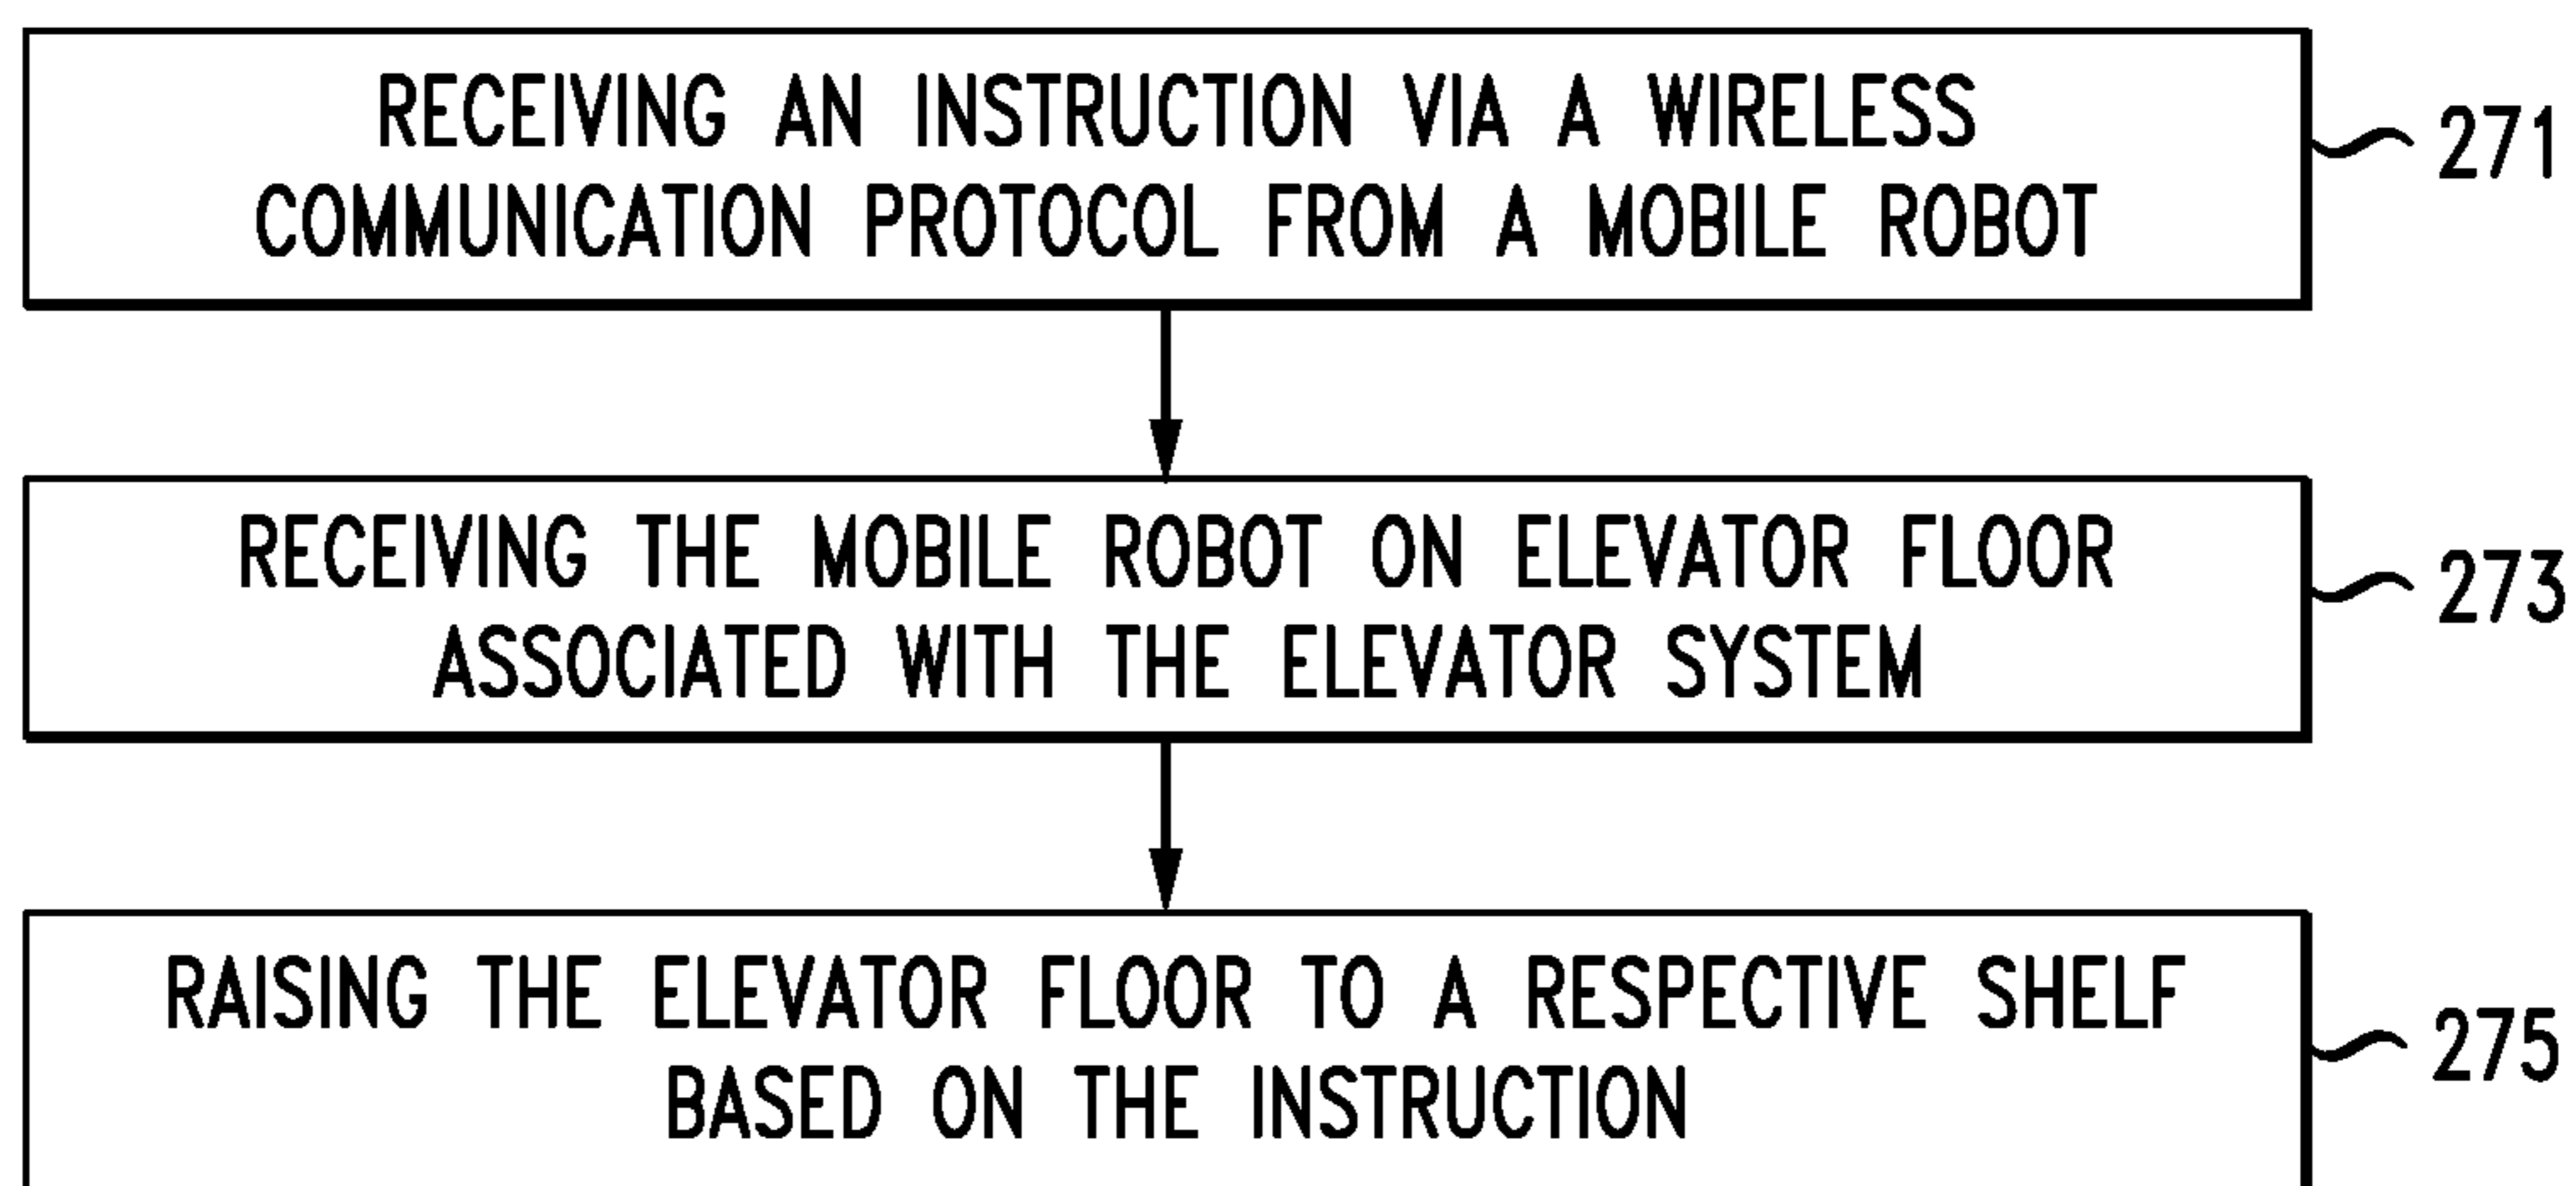 RECEIVING AN INSTRUCTION VIA A WIRELESS
COMMUNICATION PROTOCOL FROM A MOBILE ROBOT
271
RECEIVING THE MOBILE ROBOT ON ELEVATOR FLOOR
ASSOCIATED WITH THE ELEVATOR SYSTEM
273
RAISING THE ELEVATOR FLOOR TO A RESPECTIVE SHELF
BASED ON THE INSTRUCTION
275